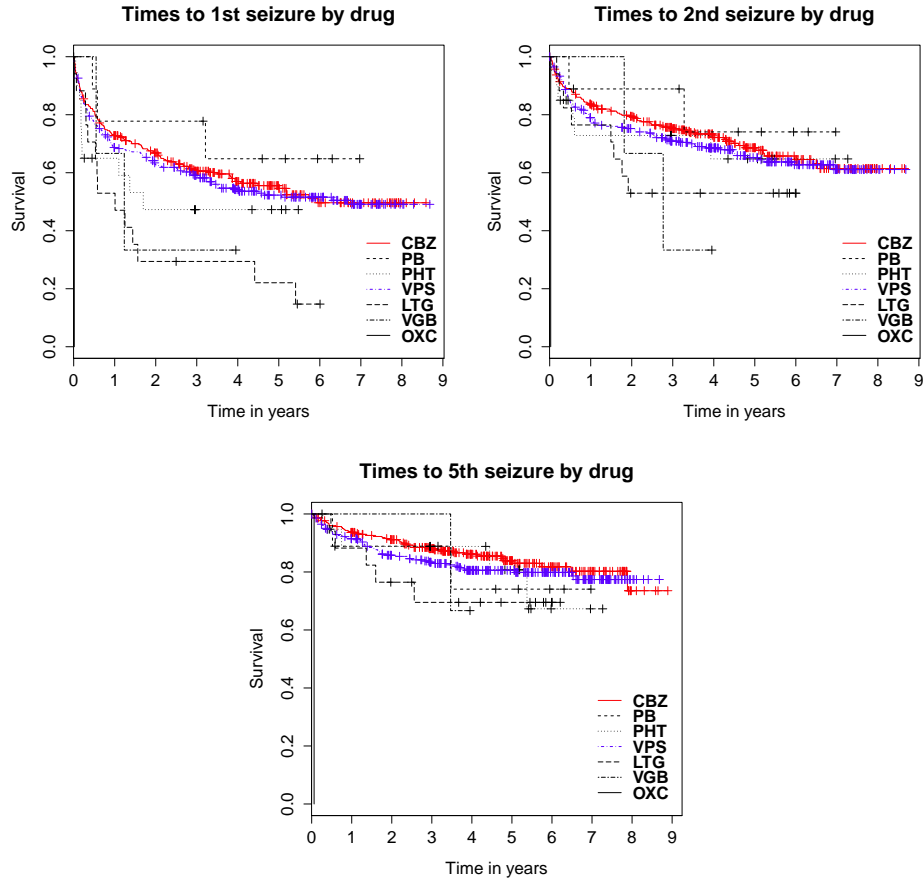 Times to 1st seizure by drug
Survival
0.0 0.2 0.4 0.6 0.8 1.0
CBZ
PB
PHT
VPS
LTG
VGB
OXC
0 1 2 3 4 5 6 7 8 9
Time in years
Times to 2nd seizure by drug
Survival
0.0 0.2 0.4 0.6 0.8 1.0
CBZ
PB
PHT
VPS
LTG
VGB
OXC
0 1 2 3 4 5 6 7 8 9
Time in years
Times to 5th seizure by drug
Survival
0.0 0.2 0.4 0.6 0.8 1.0
CBZ
PB
PHT
VPS
LTG
VGB
OXC
0 1 2 3 4 5 6 7 8 9
Time in years